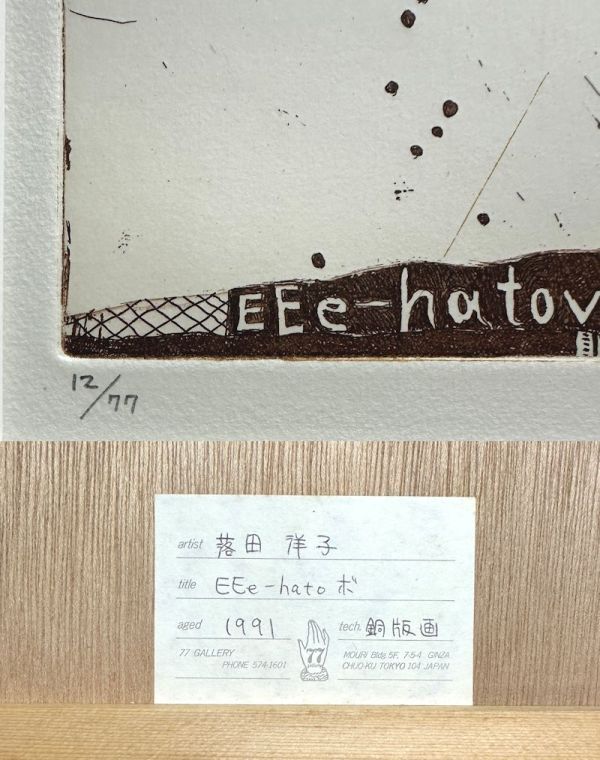 EEe-hatov
12/77
artist 落田 洋子
title EEe-hato ボ
aged 1991 tech. 銅版画
77 GALLERY
PHONE 574-1601
77
MOURI Bldg. 5F, 7-5-4 GINZA
CHUO-KU TOKYO 104 JAPAN